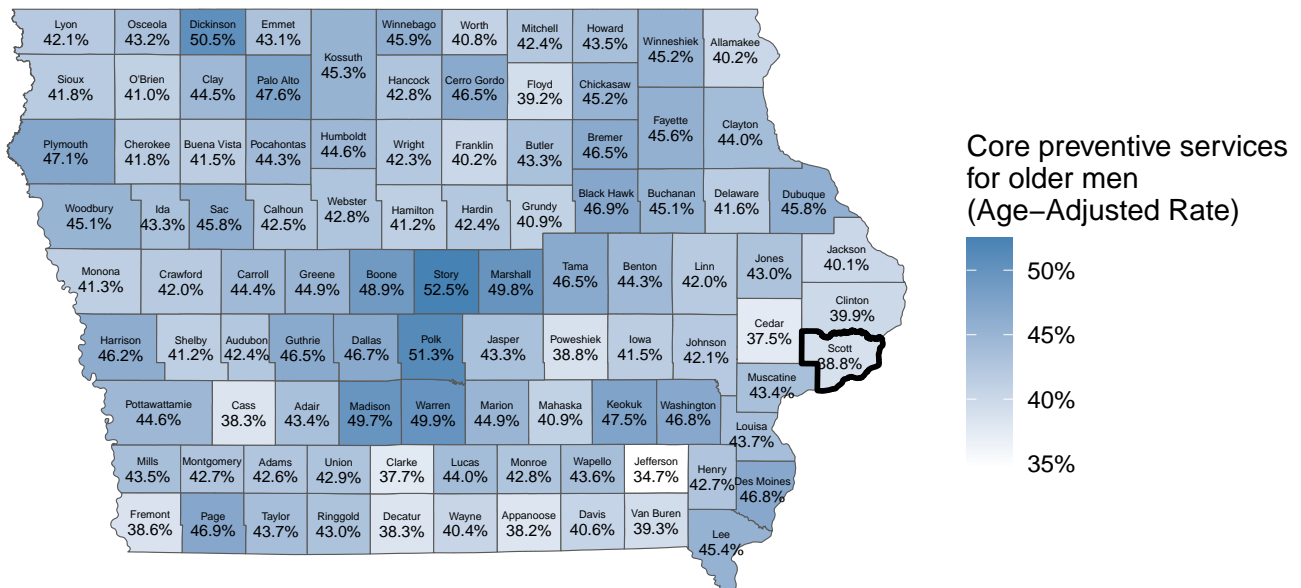 Lyon
42.1%
Osceola
43.2%
Dickinson
50.5%
Emmet
43.1%
Kossuth
45.3%
Winnebago
45.9%
Worth
40.8%
Mitchell
42.4%
Howard
43.5%
Winneshiek
45.2%
Allamakee
40.2%
Sioux
41.8%
O'Brien
41.0%
Clay
44.5%
Palo Alto
47.6%
Hancock
42.8%
Cerro Gordo
46.5%
Floyd
39.2%
Chickasaw
45.2%
Plymouth
47.1%
Cherokee
41.8%
Buena Vista
41.5%
Pocahontas
44.3%
Humboldt
44.6%
Wright
42.3%
Franklin
40.2%
Butler
43.3%
Bremer
46.5%
Fayette
45.6%
Clayton
44.0%
Woodbury
45.1%
Ida
43.3%
Sac
45.8%
Calhoun
42.5%
Webster
42.8%
Hamilton
41.2%
Hardin
42.4%
Grundy
40.9%
Black Hawk
46.9%
Buchanan
45.1%
Delaware
41.6%
Dubuque
45.8%
Monona
41.3%
Crawford
42.0%
Carroll
44.4%
Greene
44.9%
Boone
48.9%
Story
52.5%
Marshall
49.8%
Tama
46.5%
Benton
44.3%
Linn
42.0%
Jones
43.0%
Jackson
40.1%
Clinton
39.9%
Harrison
46.2%
Shelby
41.2%
Audubon
42.4%
Guthrie
46.5%
Dallas
46.7%
Polk
51.3%
Jasper
43.3%
Poweshiek
38.8%
Iowa
41.5%
Johnson
42.1%
Cedar
37.5%
Scott
38.8%
Muscatine
43.4%
Pottawattamie
44.6%
Cass
38.3%
Adair
43.4%
Madison
49.7%
Warren
49.9%
Marion
44.9%
Mahaska
40.9%
Keokuk
47.5%
Washington
46.8%
Louisa
43.7%
Mills
43.5%
Montgomery
42.7%
Adams
42.6%
Union
42.9%
Clarke
37.7%
Lucas
44.0%
Monroe
42.8%
Wapello
43.6%
Jefferson
34.7%
Henry
42.7%
Des Moines
46.8%
Fremont
38.6%
Page
46.9%
Taylor
43.7%
Ringgold
43.0%
Decatur
38.3%
Wayne
40.4%
Appanoose
38.2%
Davis
40.6%
Van Buren
39.3%
Lee
45.4%
Core preventive services
for older men
(Age−Adjusted Rate)
50%
45%
40%
35%